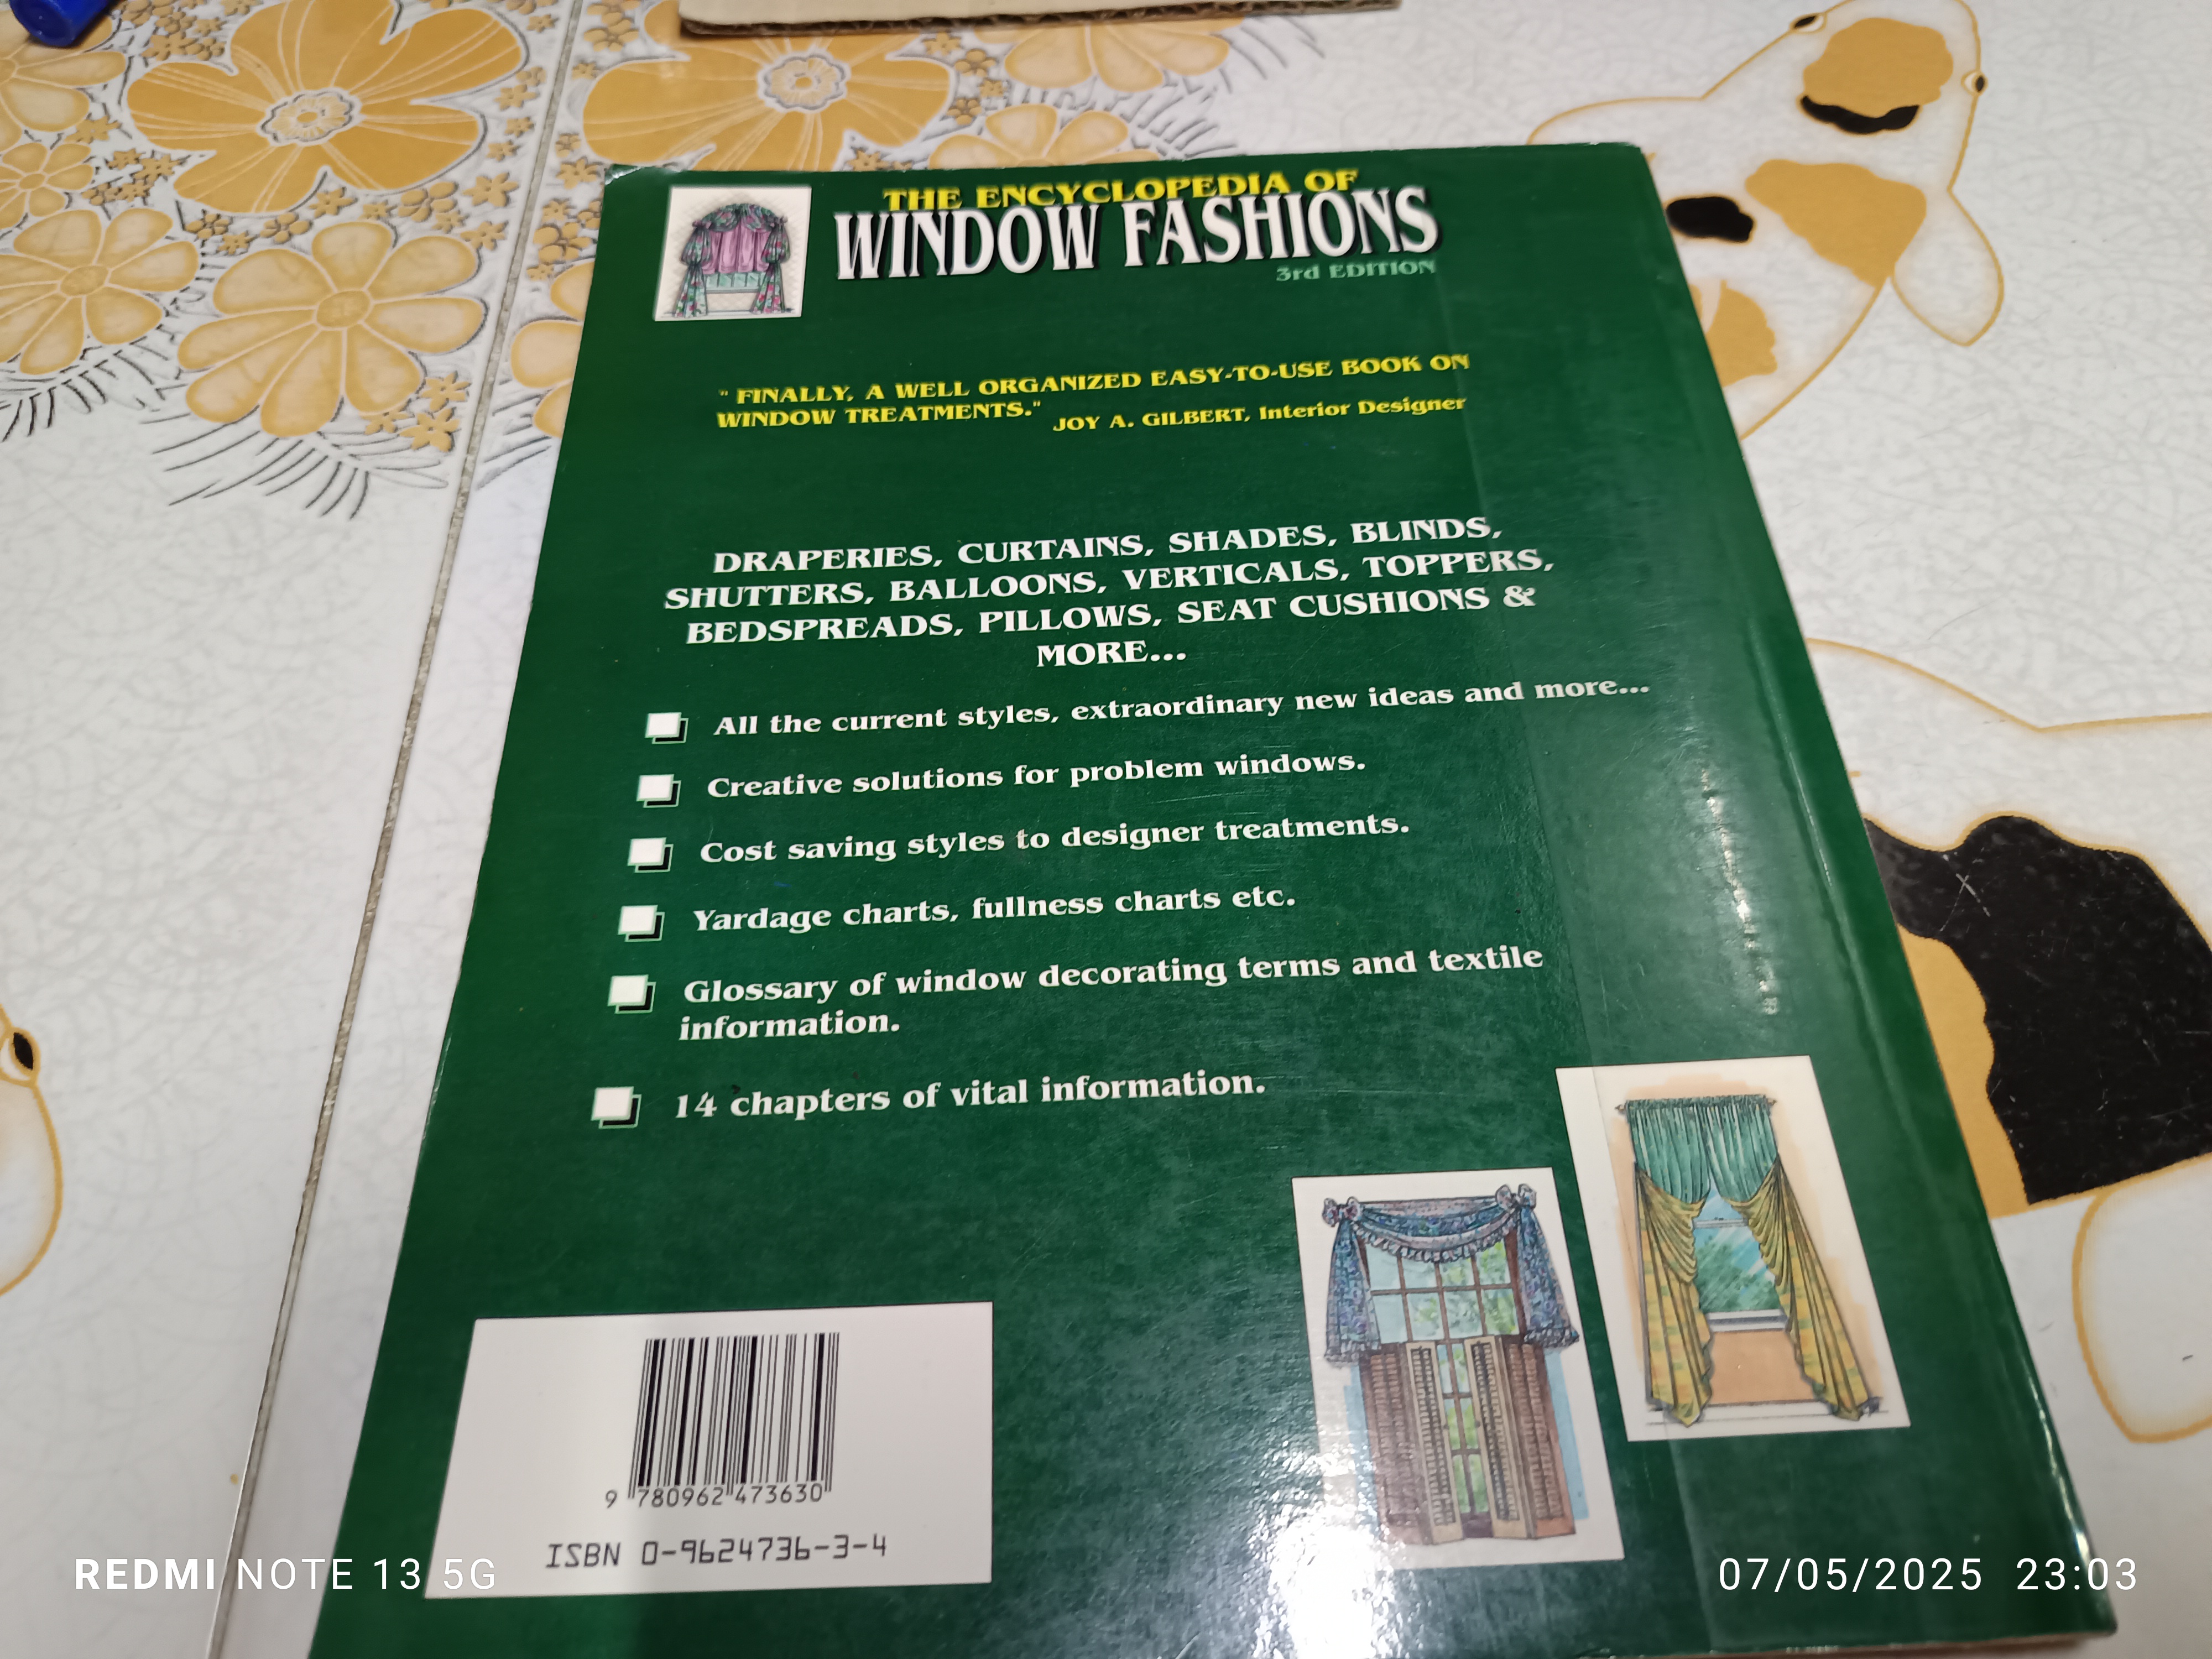 THE ENCYCLOPEDIA OF
WINDOW FASHIONS
3rd EDITION
" FINALLY, A WELL ORGANIZED EASY-TO-USE BOOK ON
WINDOW TREATMENTS."
JOY A. GILBERT, Interior Designer
DRAPERIES, CURTAINS, SHADES, BLINDS,
SHUTTERS, BALLOONS, VERTICALS, TOPPERS,
BEDSPREADS, PILLOWS, SEAT CUSHIONS &
MORE...
All the current styles, extraordinary new ideas and more...
Creative solutions for problem windows.
Cost saving styles to designer treatments.
Yardage charts, fullness charts etc.
Glossary of window decorating terms and textile
information.
14 chapters of vital information.
9 780962 473630
ISBN 0-9624736-3-4
REDMI NOTE 13 5G
07/05/2025 23:03